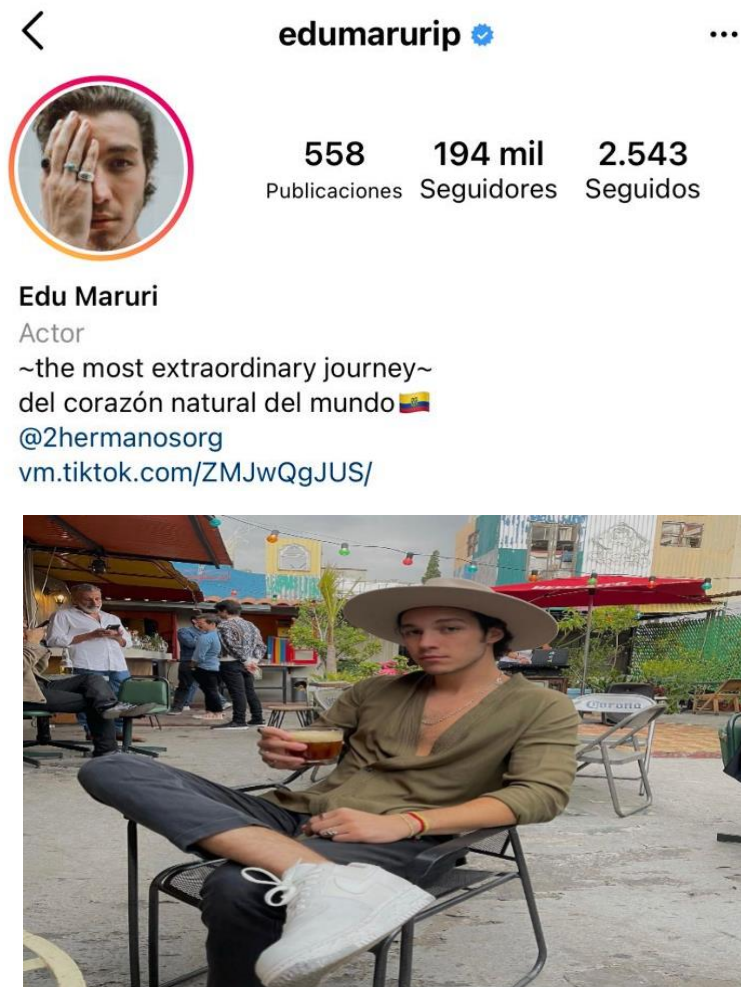 edumarurip
558
194 mil
2.543
Publicaciones
Seguidores
Seguidos
Edu Maruri
Actor
~the most extraordinary journey~
del corazón natural del mundo🇪🇨
@2hermanosorg
vm.tiktok.com/ZMJwQgJUS/
Corona